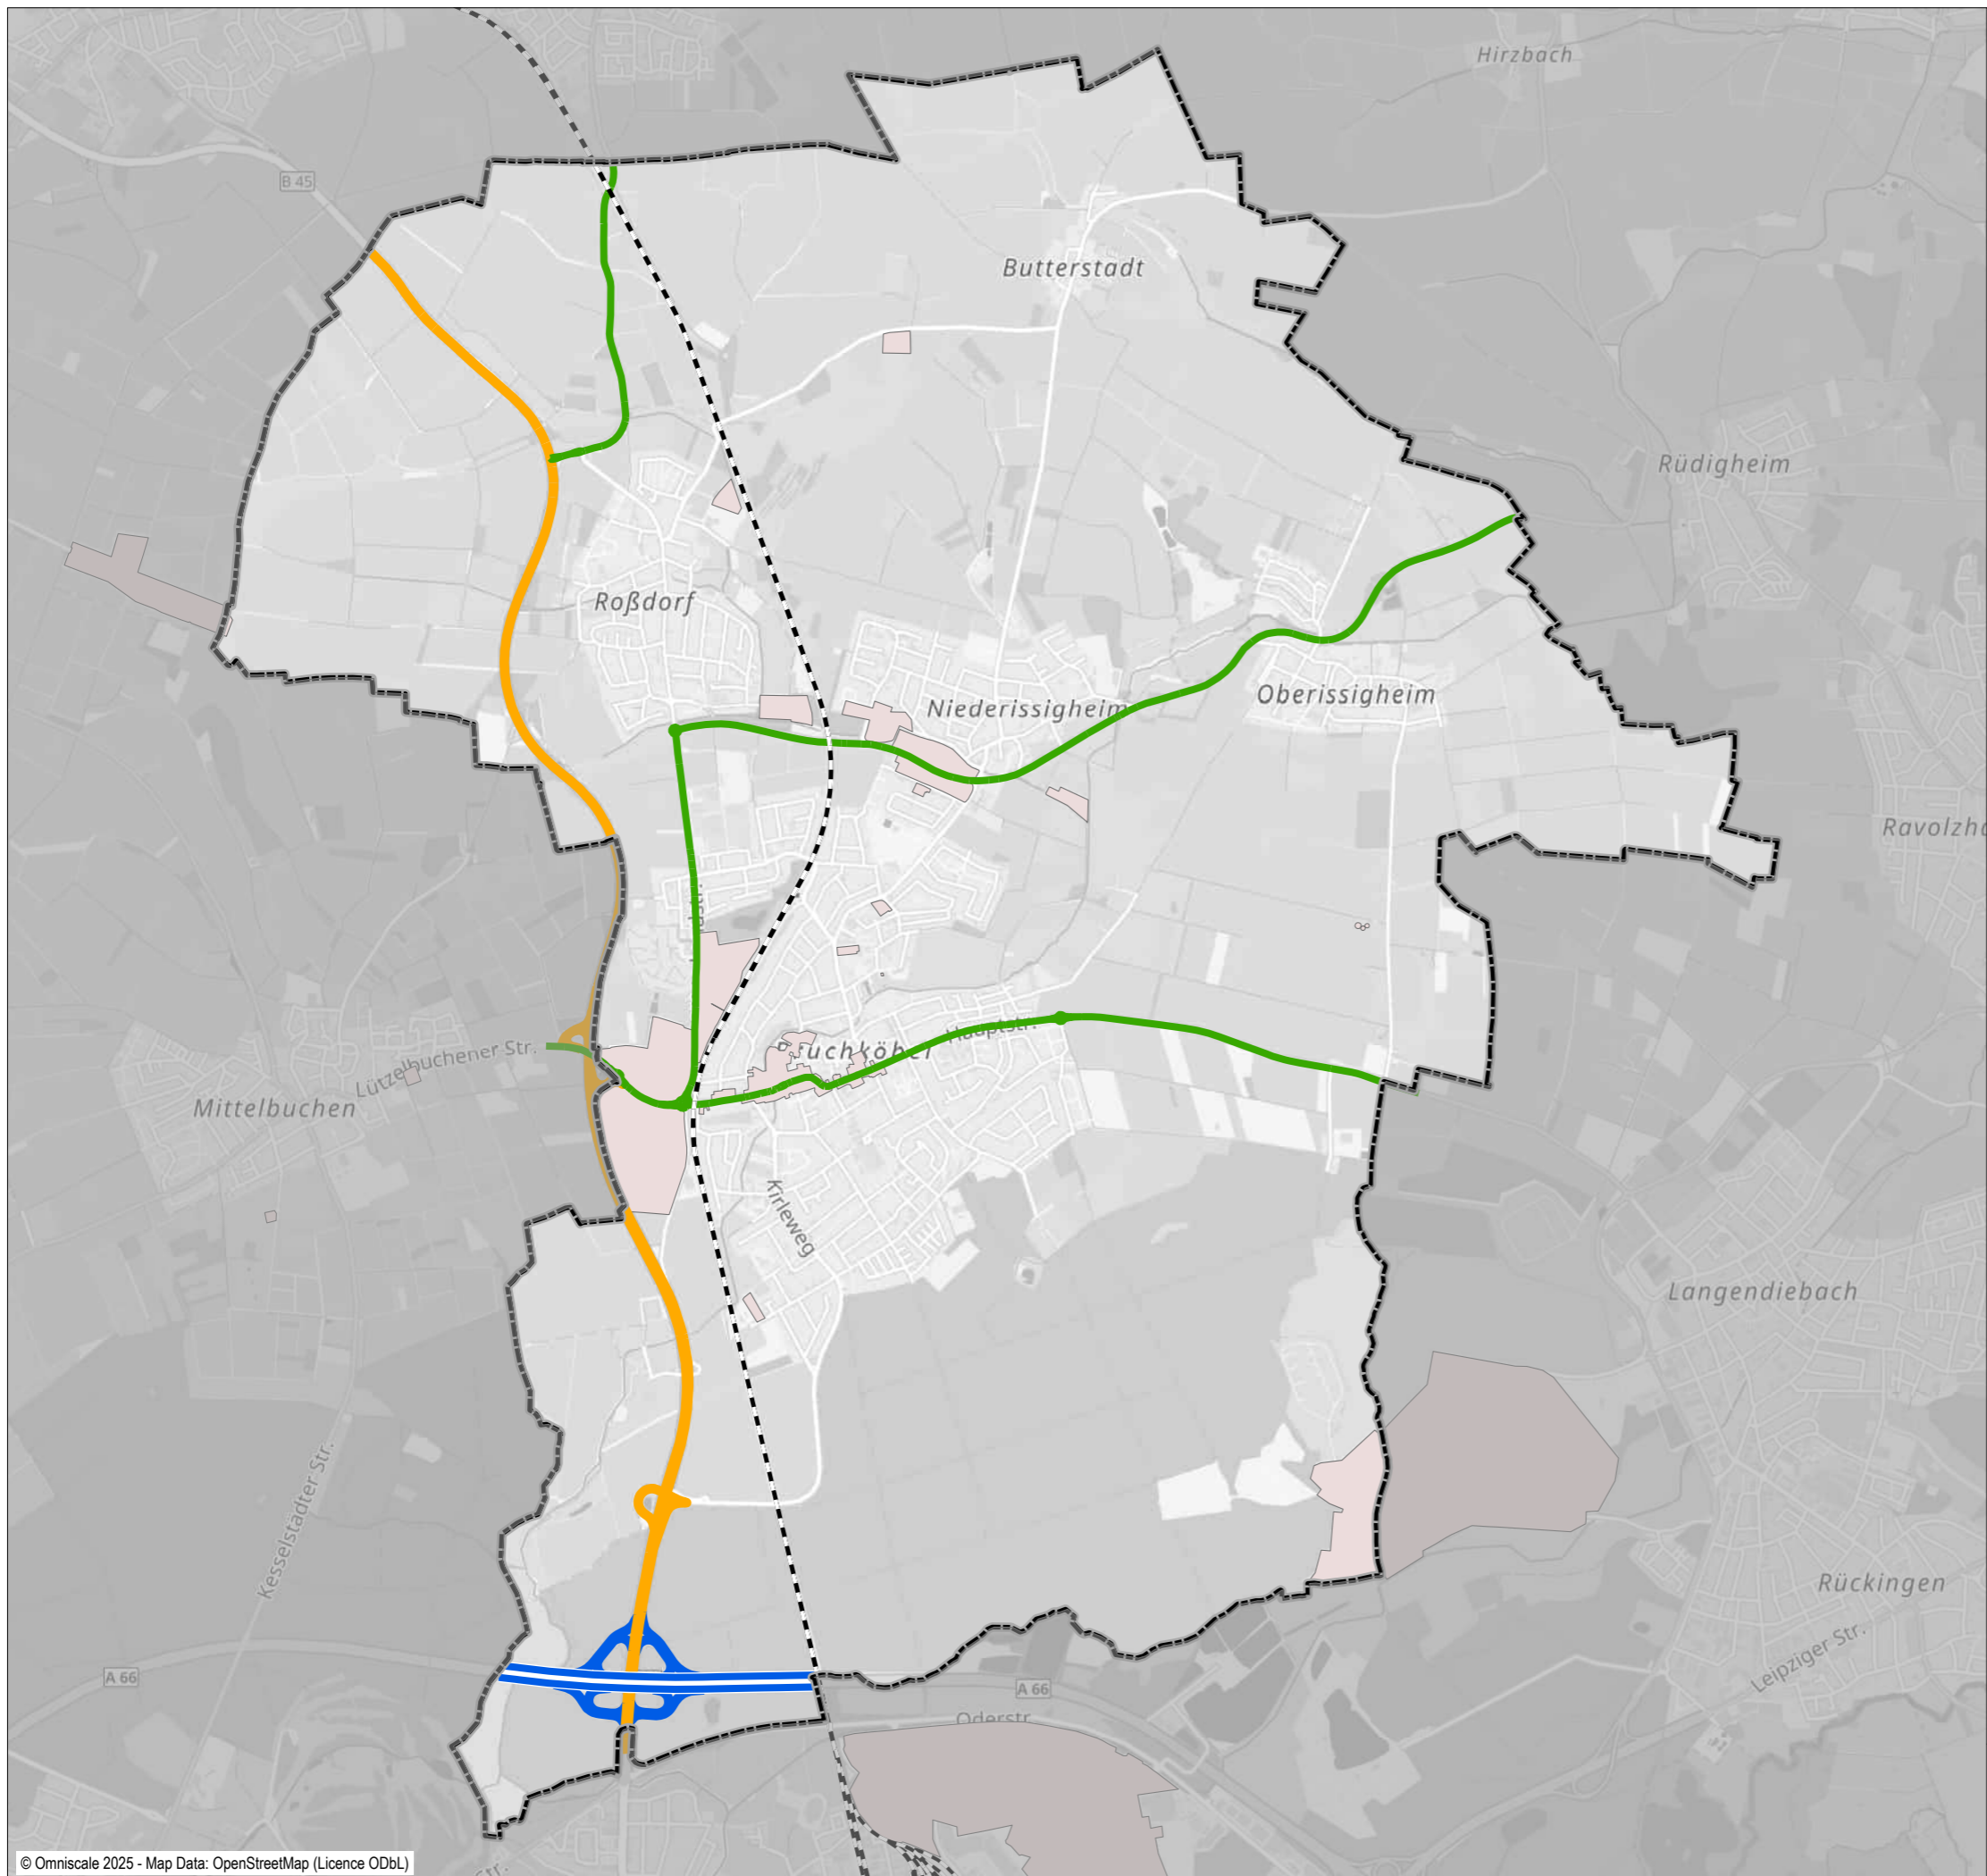 Hirzbach
B 45
Butterstadt
Rüdigheim
Roßdorf
Oberissigheim
Niederissigheim
Hauptstr.
Lützelbuchener Str.
Mittelbuchen
Kirleweg
Langendiebach
Kesselstädter Str.
Rückingen
Leipziger Str.
A 66
A 66
Oderstr.
© Omniscale 2025 - Map Data: OpenStreetMap (Licence ODbL)
Str.